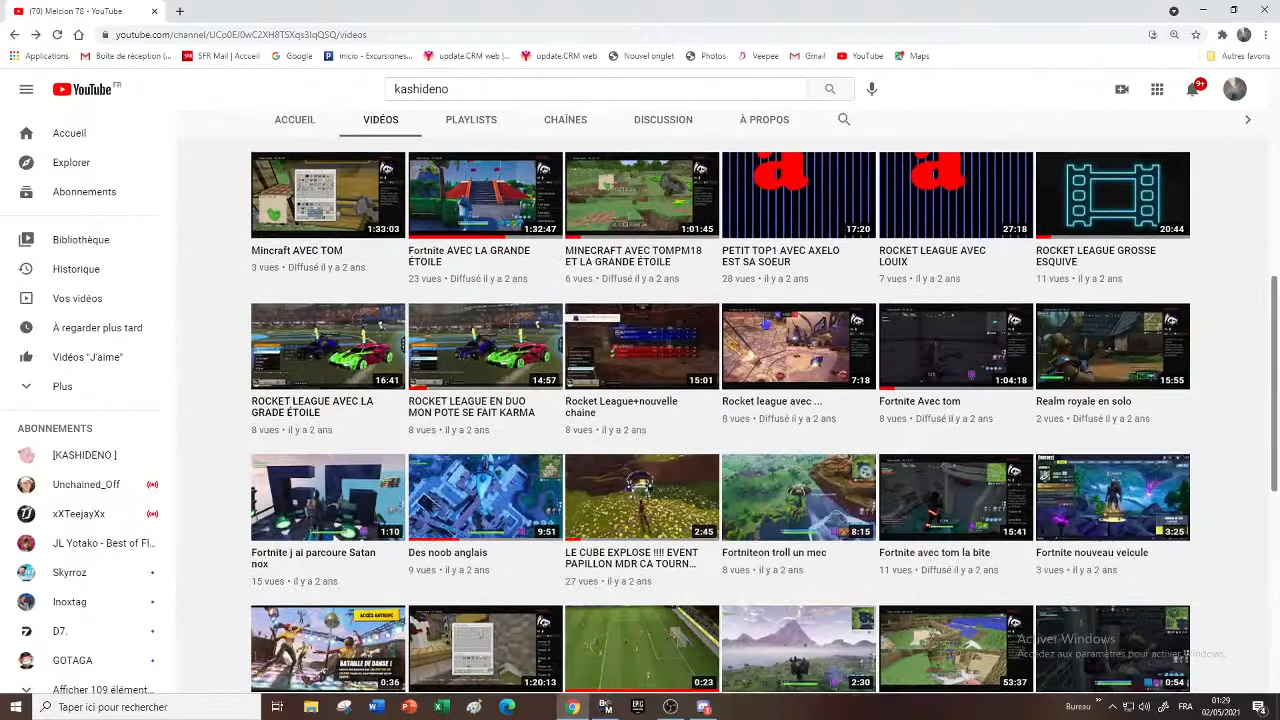 (70) Melcion 78 - YouTube
youtube.com/channel/UCo0EJ0wC2XH8TSXqs3IqQSQ/videos
Applications
Boîte de réception (...
SFR Mail | Accueil
Google
inicio - Excursiones...
update.CRM web |...
update.CRM web
Nouvel onglet
Photos
Veepee
Gmail
YouTube
Maps
Autres favoris
YouTube FR
kashideno
9+
ACCUEIL VIDÉOS PLAYLISTS CHAÎNES DISCUSSION À PROPOS
Accueil
Explorer
Abonnements
Bibliothèque
Historique
Vos vidéos
À regarder plus tard
Vidéos "J'aime"
Plus
ABONNEMENTS
[KASHIDENO ]
Unchained_Off
xXTeejayXx
JL Yotako - Best of Fl...
Skyrroz
Inoxtag
D7.
GOTAGA
Afficher 109 élément...
1:33:03
Mincraft AVEC TOM
3 vues • Diffusé il y a 2 ans
1:32:47
Fortnite AVEC LA GRANDE
ÉTOILE
23 vues • Diffusé il y a 2 ans
1:01:45
MINECRAFT AVEC TOMPM18
ET LA GRANDE ÉTOILE
6 vues • Diffusé il y a 2 ans
a
17:20
PETIT TOP1 AVEC AXELO
EST SA SOEUR
28 vues • il y a 2 ans
a
27:18
ROCKET LEAGUE AVEC
LOUIX
7 vues • il y a 2 ans
20:44
ROCKET LEAGUE GROSSE
ESQUIVE
11 vues • il y a 2 ans
16:41
ROCKET LEAGUE AVEC LA
GRADE ÉTOILE
8 vues • il y a 2 ans
14:57
ROCKET LEAGUE EN DUO
MON POTE SE FAIT KARMA
8 vues • il y a 2 ans
15:01
Rocket League+nouvelle
chaine
8 vues • il y a 2 ans
7:18
Rocket league avec ...
8 vues • Diffusé il y a 2 ans
1:04:18
Fortnite Avec tom
8 vues • Diffusé il y a 2 ans
15:55
Realm royale en solo
2 vues • Diffusé il y a 2 ans
1:10
Fortnite j ai parcoure Satan
nox
15 vues • il y a 2 ans
9:51
Des noob anglais
9 vues • il y a 2 ans
2:45
LE CUBE EXPLOSE !!!! EVENT
PAPILLON MDR CA TOURN...
27 vues • il y a 2 ans
8:15
Fortniteon troll un mec
8 vues • il y a 2 ans
15:41
Fortnite avec tom la bite
11 vues • Diffusé il y a 2 ans
3:25
Fortnite nouveau veicule
3 vues • il y a 2 ans
ACCÈS ANTICIPÉ
BATAILLE DE DANSE !
0:36
1:20:13
0:23
2:30
53:37
0:54
Activer Windows
Accédez aux paramètres pour activer Windows.
Taper ici pour rechercher
Bureau
FRA
01:29
02/05/2021